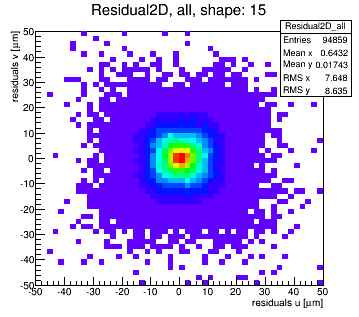 Residual2D, all, shape: 15
Residual2D_all
Entries 94859
Mean x 0.6432
Mean y 0.01743
RMS x 7.648
RMS y 8.635
residuals v [μm]
50
40
30
20
10
0
-10
-20
-30
-40
-50
-50 -40 -30 -20 -10 0 10 20 30 40 50
residuals u [μm]